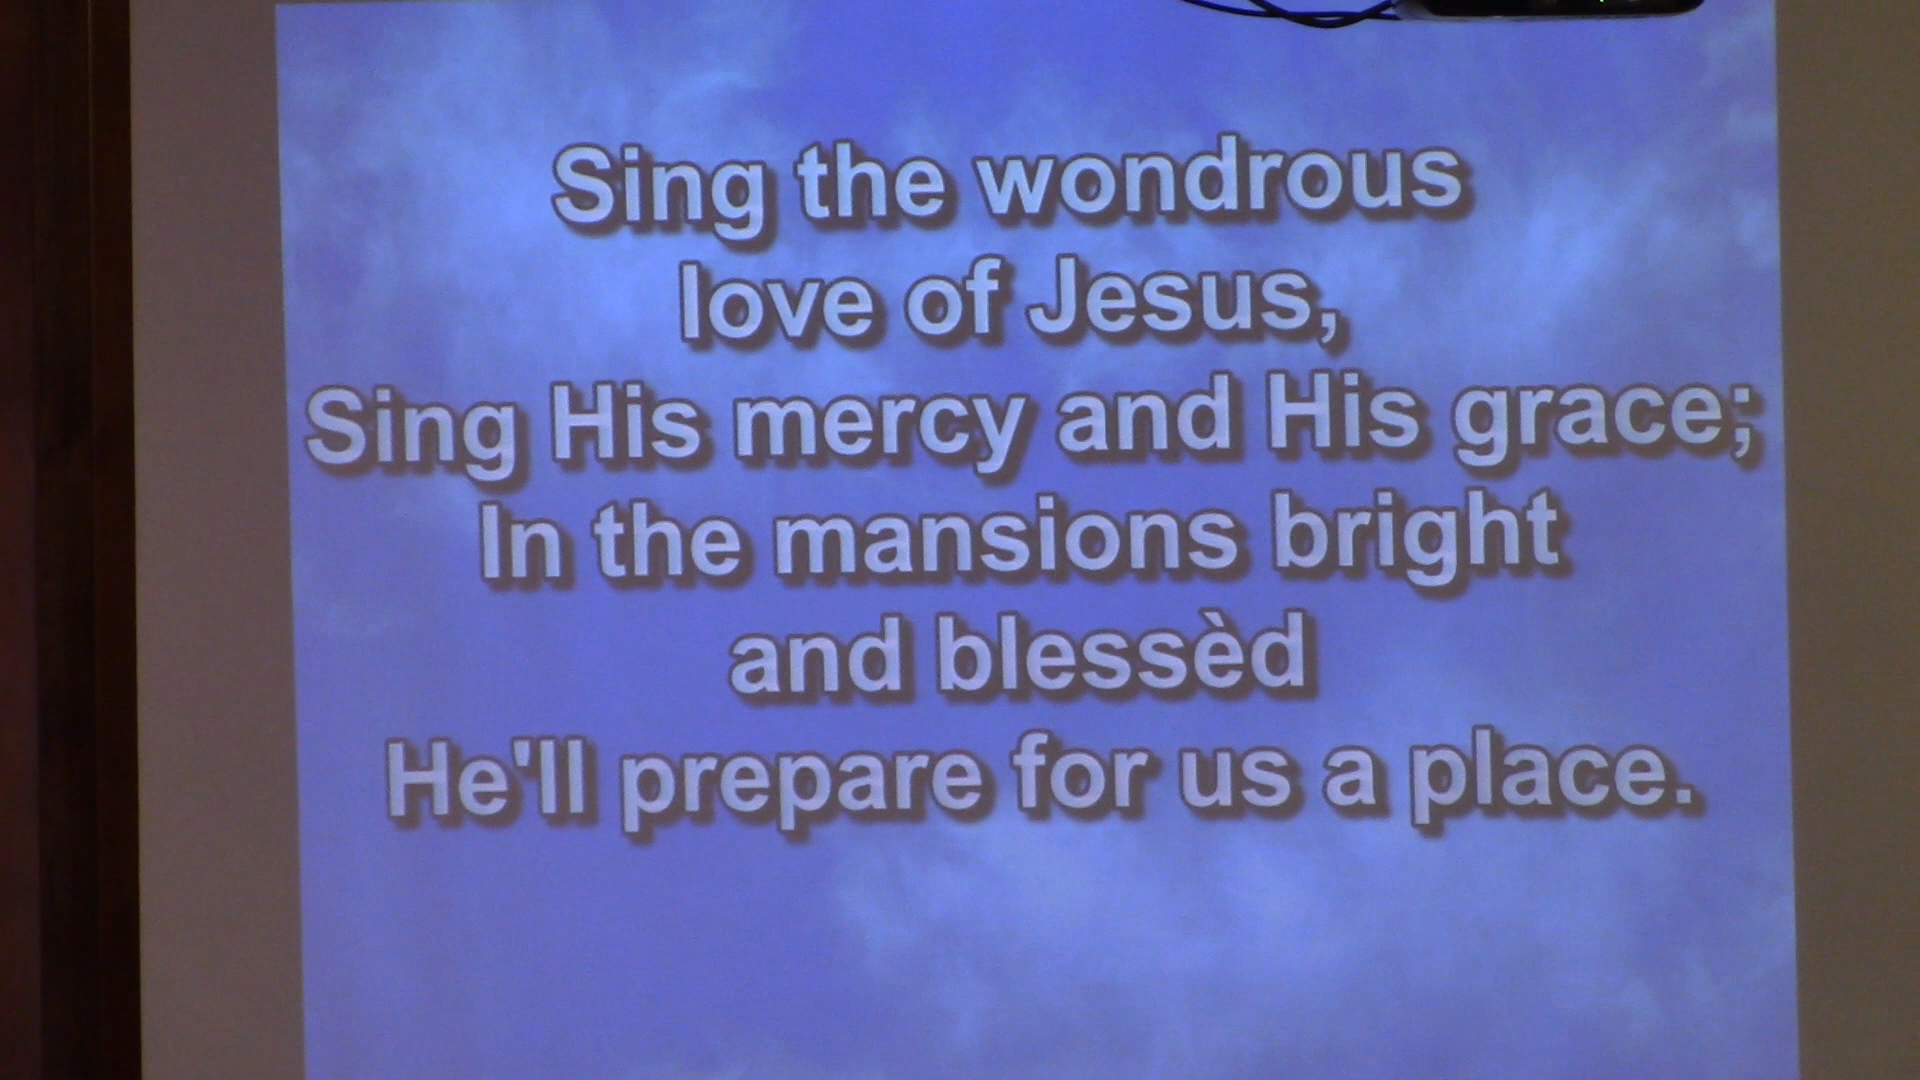 Sing the wondrous
love of Jesus,
Sing His mercy and His grace;
In the mansions bright
and blessèd
He'll prepare for us a place.